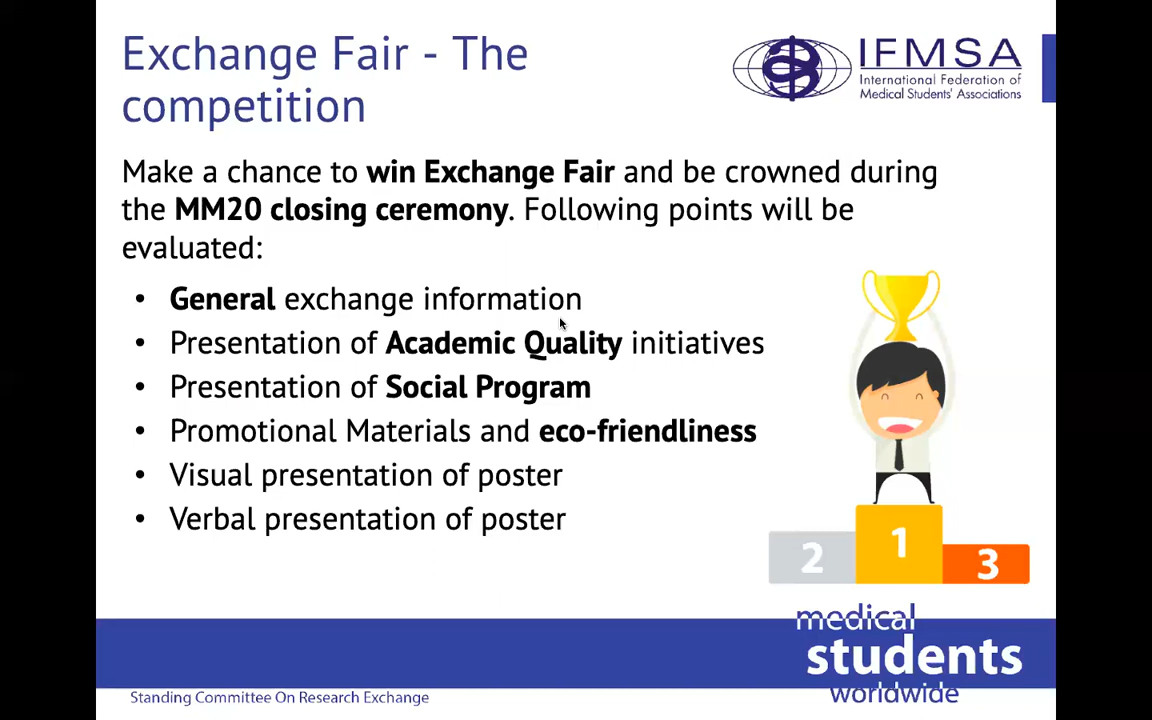 Exchange Fair - The
competition
IFMSA
International Federation of
Medical Students' Associations
Make a chance to win Exchange Fair and be crowned during
the MM20 closing ceremony. Following points will be
evaluated:
• General exchange information
• Presentation of Academic Quality initiatives
• Presentation of Social Program
• Promotional Materials and eco-friendliness
• Visual presentation of poster
• Verbal presentation of poster
2 1 3
medical
students
worldwide
Standing Committee On Research Exchange